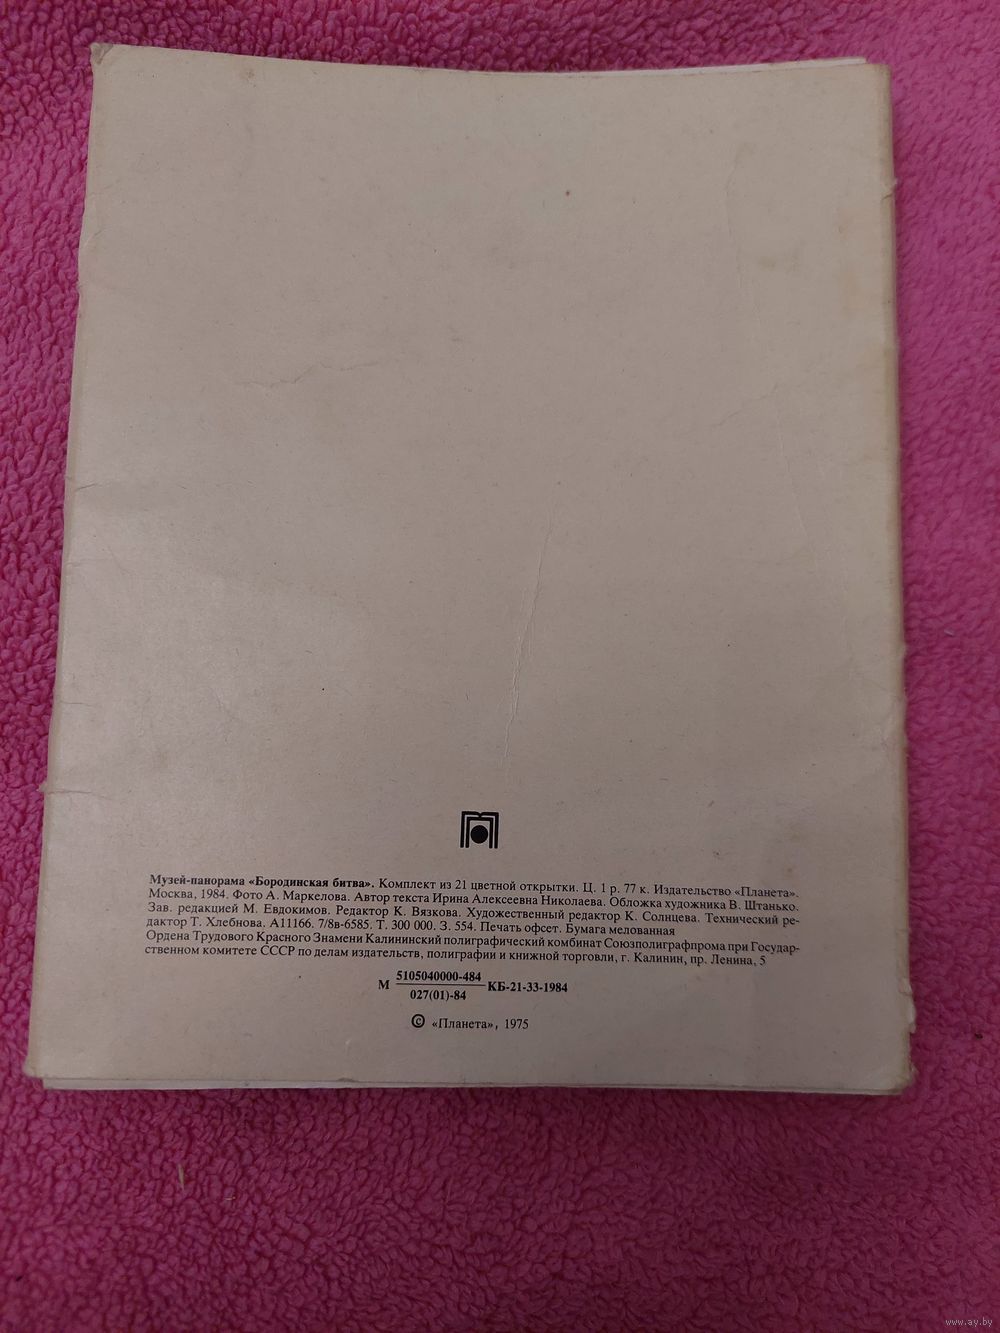 Музей-панорама «Бородинская битва». Комплект из 21 цветной открытки. Ц. 1 р. 77 к. Издательство «Планета».
Москва, 1984. Фото А. Маркелова. Автор текста Ирина Алексеевна Николаева. Обложка художника В. Штанько.
Зав. редакцией М. Евдокимов. Редактор К. Вязкова. Художественный редактор К. Солнцева. Технический ре-
дактор Т. Хлебнова. А11166. 7/8в-6585. Т. 300 000. З. 554. Печать офсет. Бумага мелованная
Ордена Трудового Красного Знамени Калининский полиграфический комбинат Союзполиграфпрома при Государ-
ственном комитете СССР по делам издательств, полиграфии и книжной торговли, г. Калинин, пр. Ленина, 5
М 5105040000-484 КБ-21-33-1984
027(01)-84
© «Планета», 1975
www.ay.by